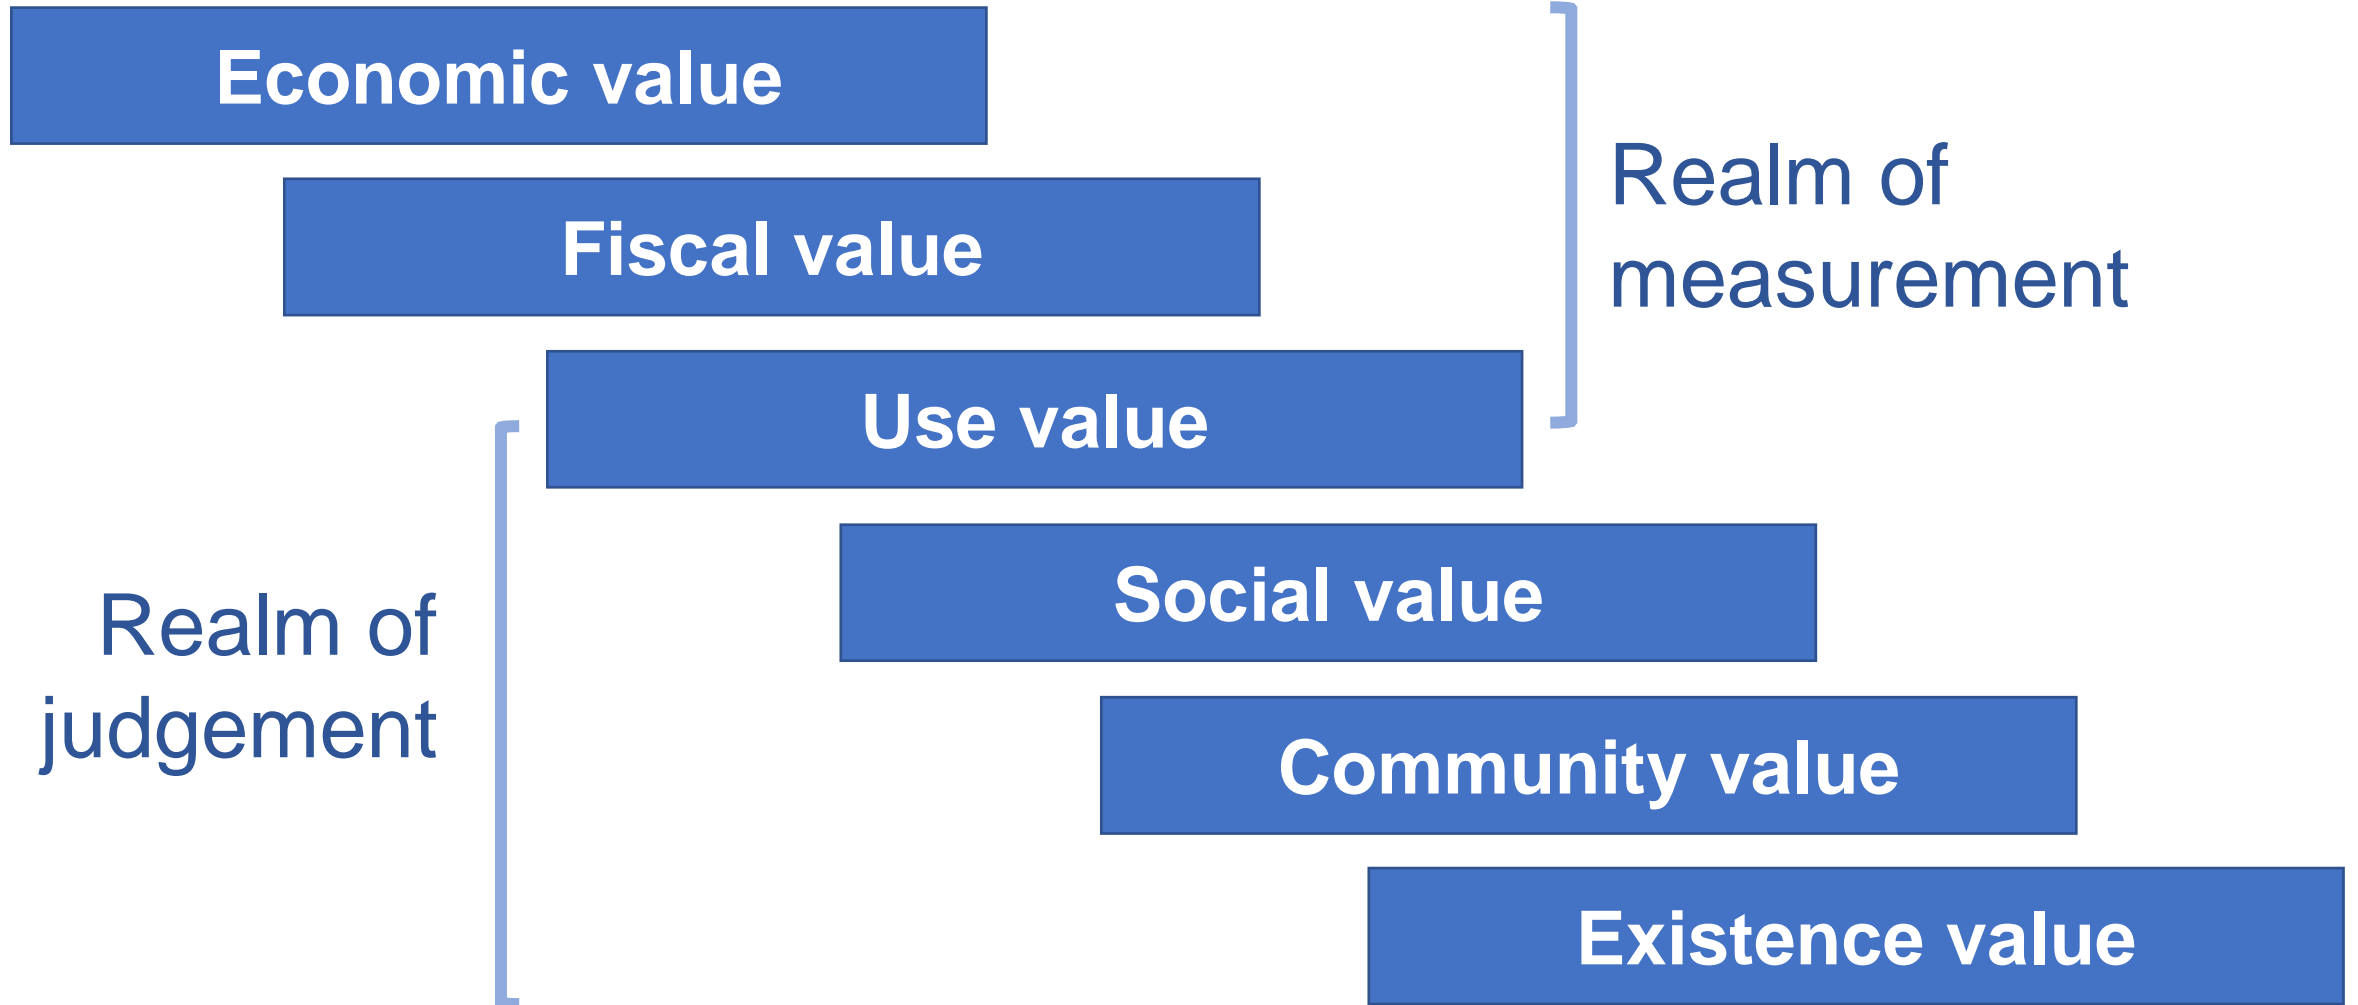 Economic value
Fiscal value
Realm of
measurement
Use value
Social value
Realm of
judgement
Community value
Existence value